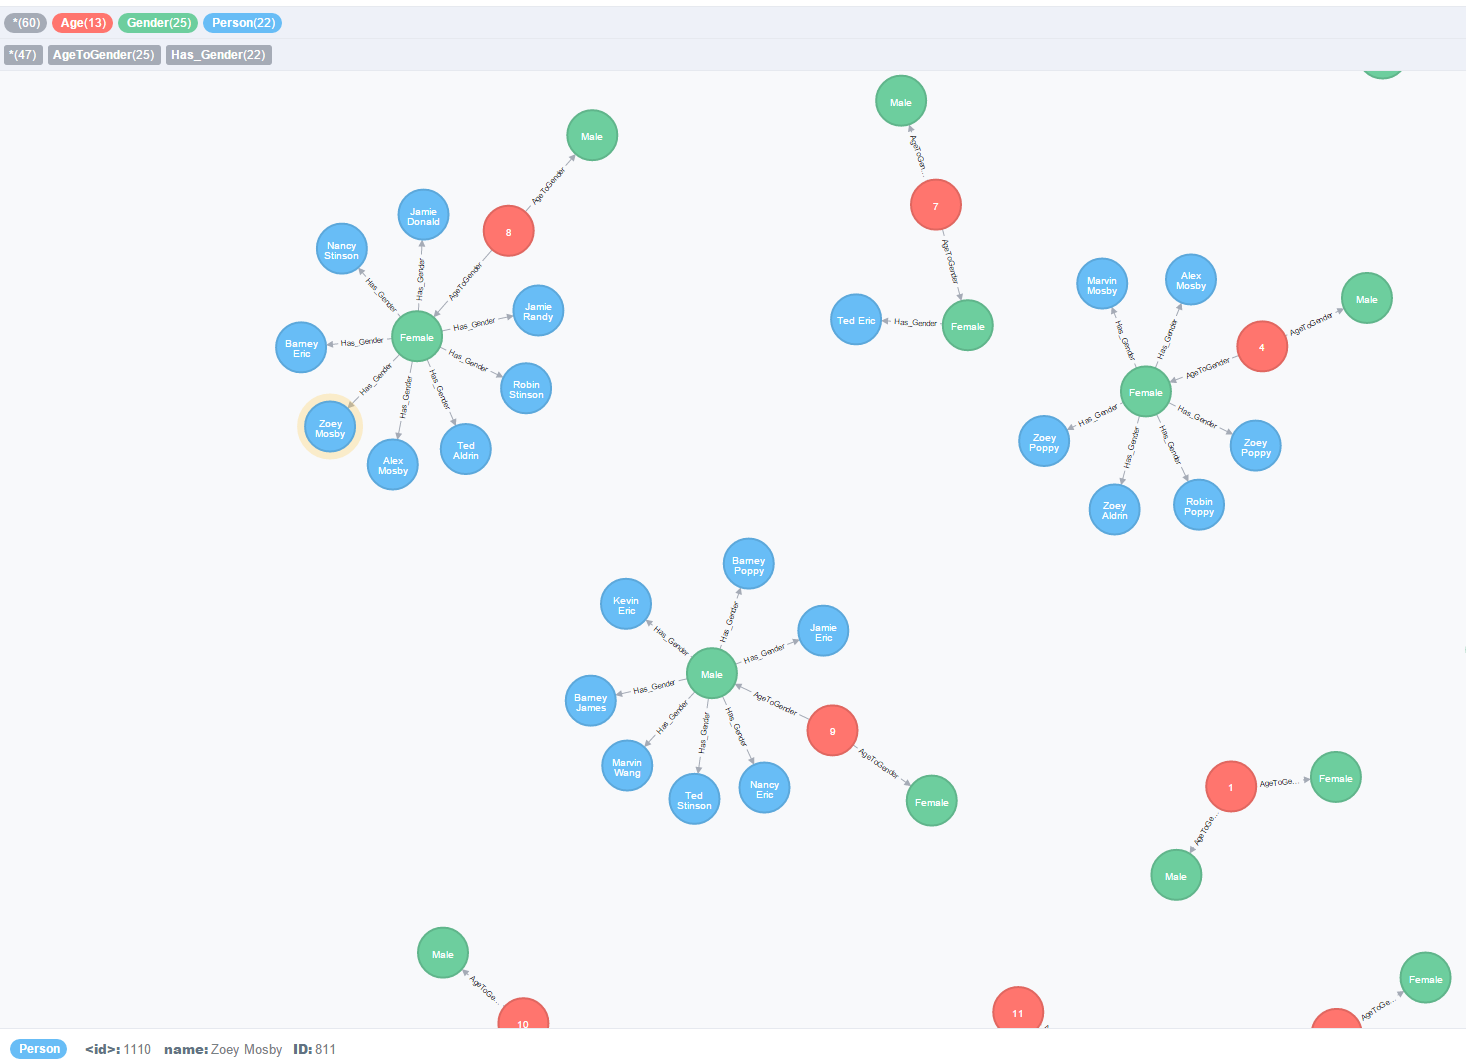 *(60) Age(13) Gender(25) Person(22)
*(47) AgeToGender(25) Has_Gender(22)
Male
AgeToGender
8
AgeToGender
Jamie
Donald
Has_Gender
Nancy
Stinson
Has_Gender
Jamie
Randy
Has_Gender
Female
Barney
Eric
Has_Gender
Robin
Stinson
Has_Gender
Zoey
Mosby
Has_Gender
Alex
Mosby
Has_Gender
Ted
Aldrin
Has_Gender
Male
AgeToGen...
7
AgeToGender
Ted Eric
Has_Gender
Female
Marvin
Mosby
Has_Gender
Alex
Mosby
Has_Gender
Male
AgeToGender
4
AgeToGender
Female
Zoey
Poppy
Has_Gender
Zoey
Poppy
Has_Gender
Zoey
Aldrin
Has_Gender
Robin
Poppy
Has_Gender
Barney
Poppy
Has_Gender
Kevin
Eric
Has_Gender
Jamie
Eric
Has_Gender
Male
Barney
James
Has_Gender
AgeToGender
9
AgeToGender
Female
Marvin
Wang
Has_Gender
Ted
Stinson
Has_Gender
Nancy
Eric
Has_Gender
1
AgeToGe...
Female
AgeToGe...
Male
Male
AgeToGe...
10
11
Female
AgeToGe...
Person <id>: 1110 name: Zoey Mosby ID: 811